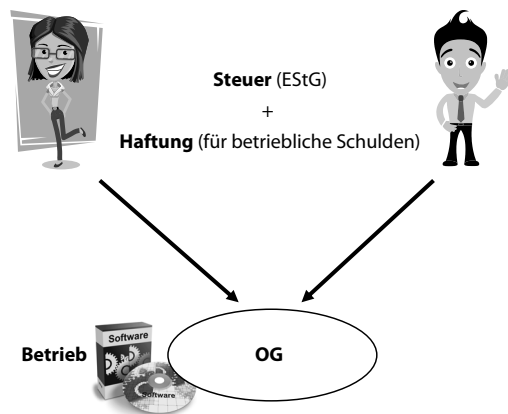 Steuer (EStG)
+
Haftung (für betriebliche Schulden)
Software
Betrieb
OG
Software